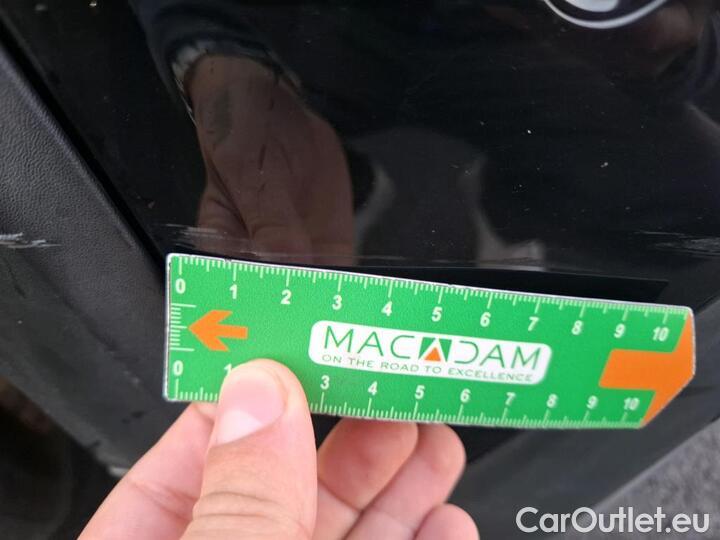 0 1 2 3 4 5 6 7 8 9 10
MACADAM
ON THE ROAD TO EXCELLENCE
0 1 3 4 5 6 7 8 9 10
CarOutlet.eu